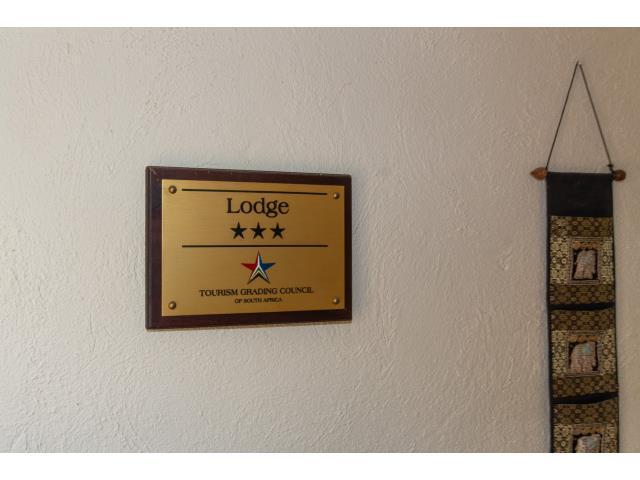 Lodge
TOURISM GRADING COUNCIL
OF SOUTH AFRICA